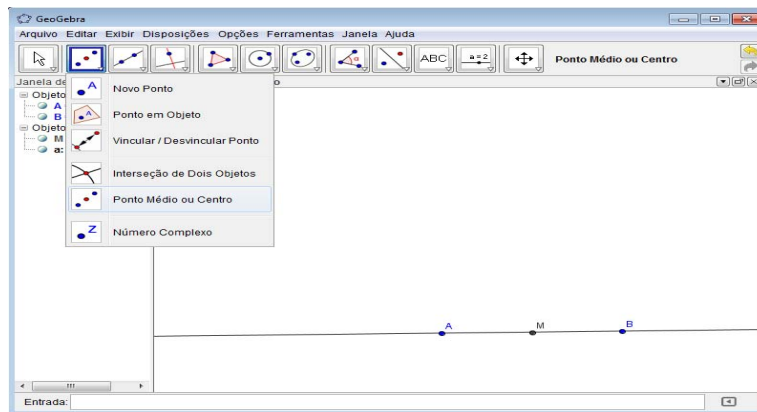 GeoGebra
Arquivo Editar Exibir Disposições Opções Ferramentas Janela Ajuda
ABC a=2 Ponto Médio ou Centro
Janela de
Objeto
A
B
Objeto
M
a:
A Novo Ponto
A Ponto em Objeto
Vincular / Desvincular Ponto
Interseção de Dois Objetos
Ponto Médio ou Centro
Z Número Complexo
A M B
Entrada: